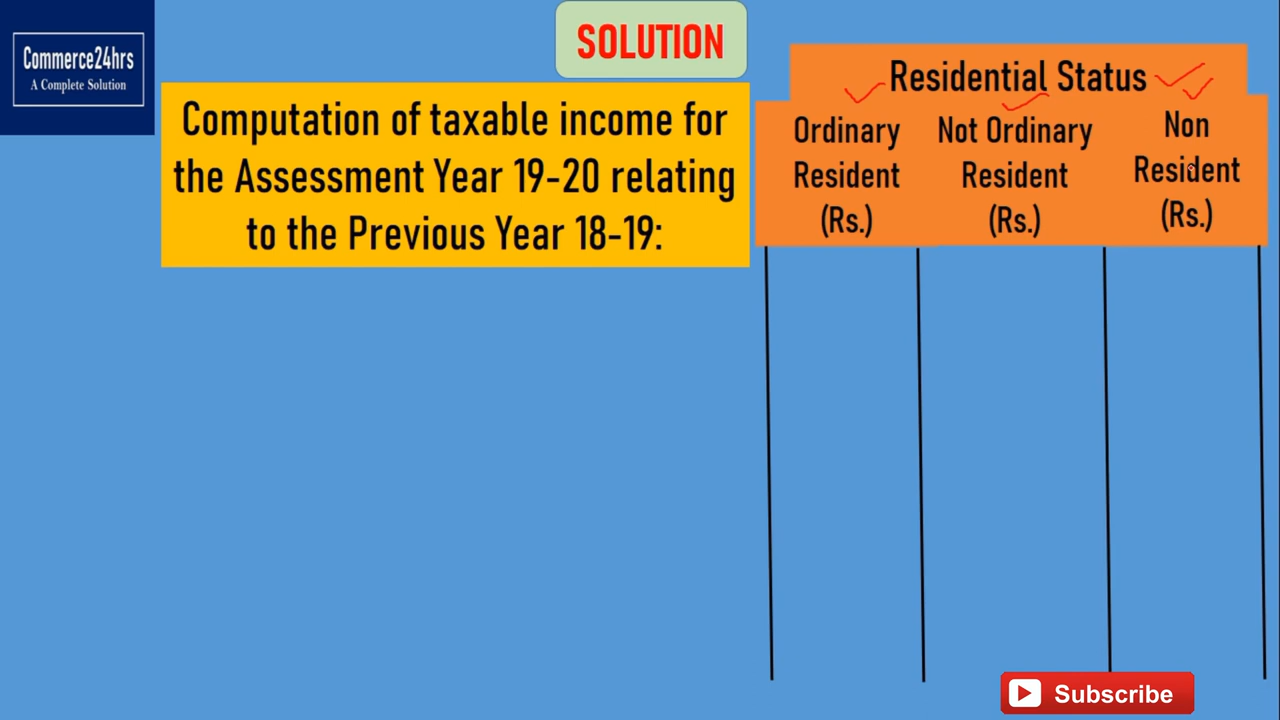 Commerce24hrs
A Complete Solution
SOLUTION
Computation of taxable income for
the Assessment Year 19-20 relating
to the Previous Year 18-19:
Residential Status
Ordinary
Resident
(Rs.)
Not Ordinary
Resident
(Rs.)
Non
Resident
(Rs.)
Subscribe